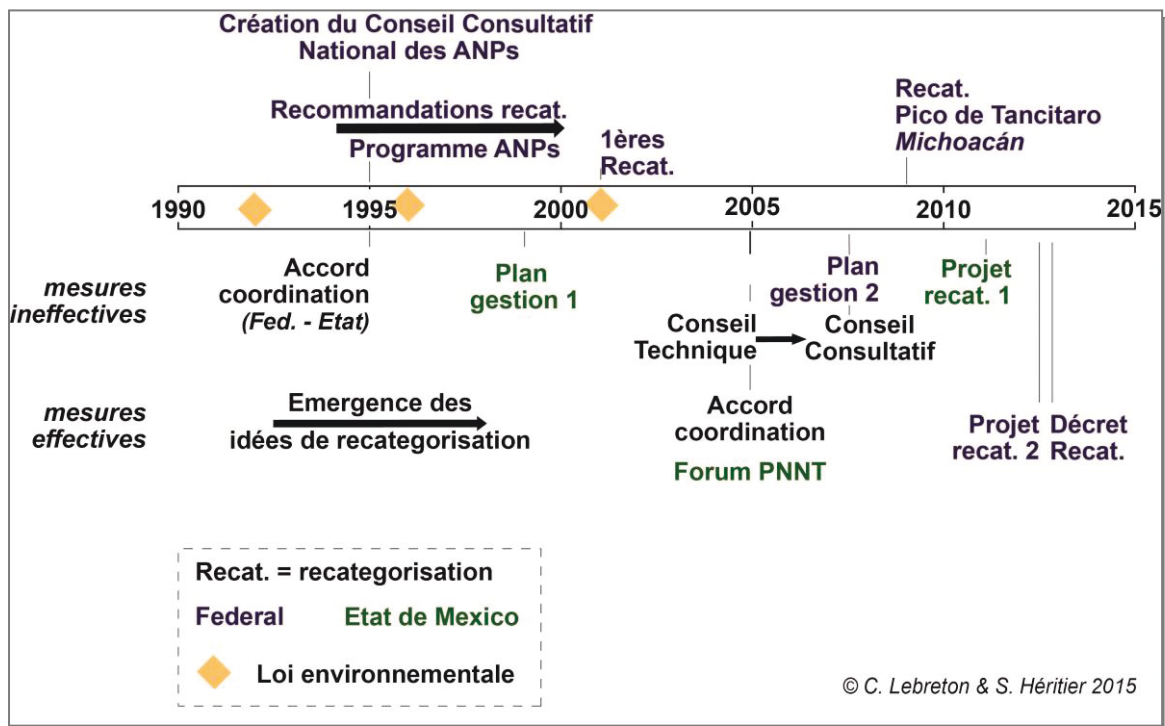 Création du Conseil Consultatif
National des ANPs
Recommandations recat.
Programme ANPs
1ères
Recat.
Recat.
Pico de Tancitaro
Michoacán
1990 1995 2000 2005 2010 2015
mesures
ineffectives
Accord
coordination
(Fed. - Etat)
Plan
gestion 1
Plan
gestion 2
Projet
recat. 1
Conseil
Technique
Conseil
Consultatif
mesures
effectives
Emergence des
idées de recategorisation
Accord
coordination
Forum PNNT
Projet
recat. 2
Décret
Recat.
Recat. = recategorisation
Federal Etat de Mexico
Loi environnementale
© C. Lebreton & S. Héritier 2015